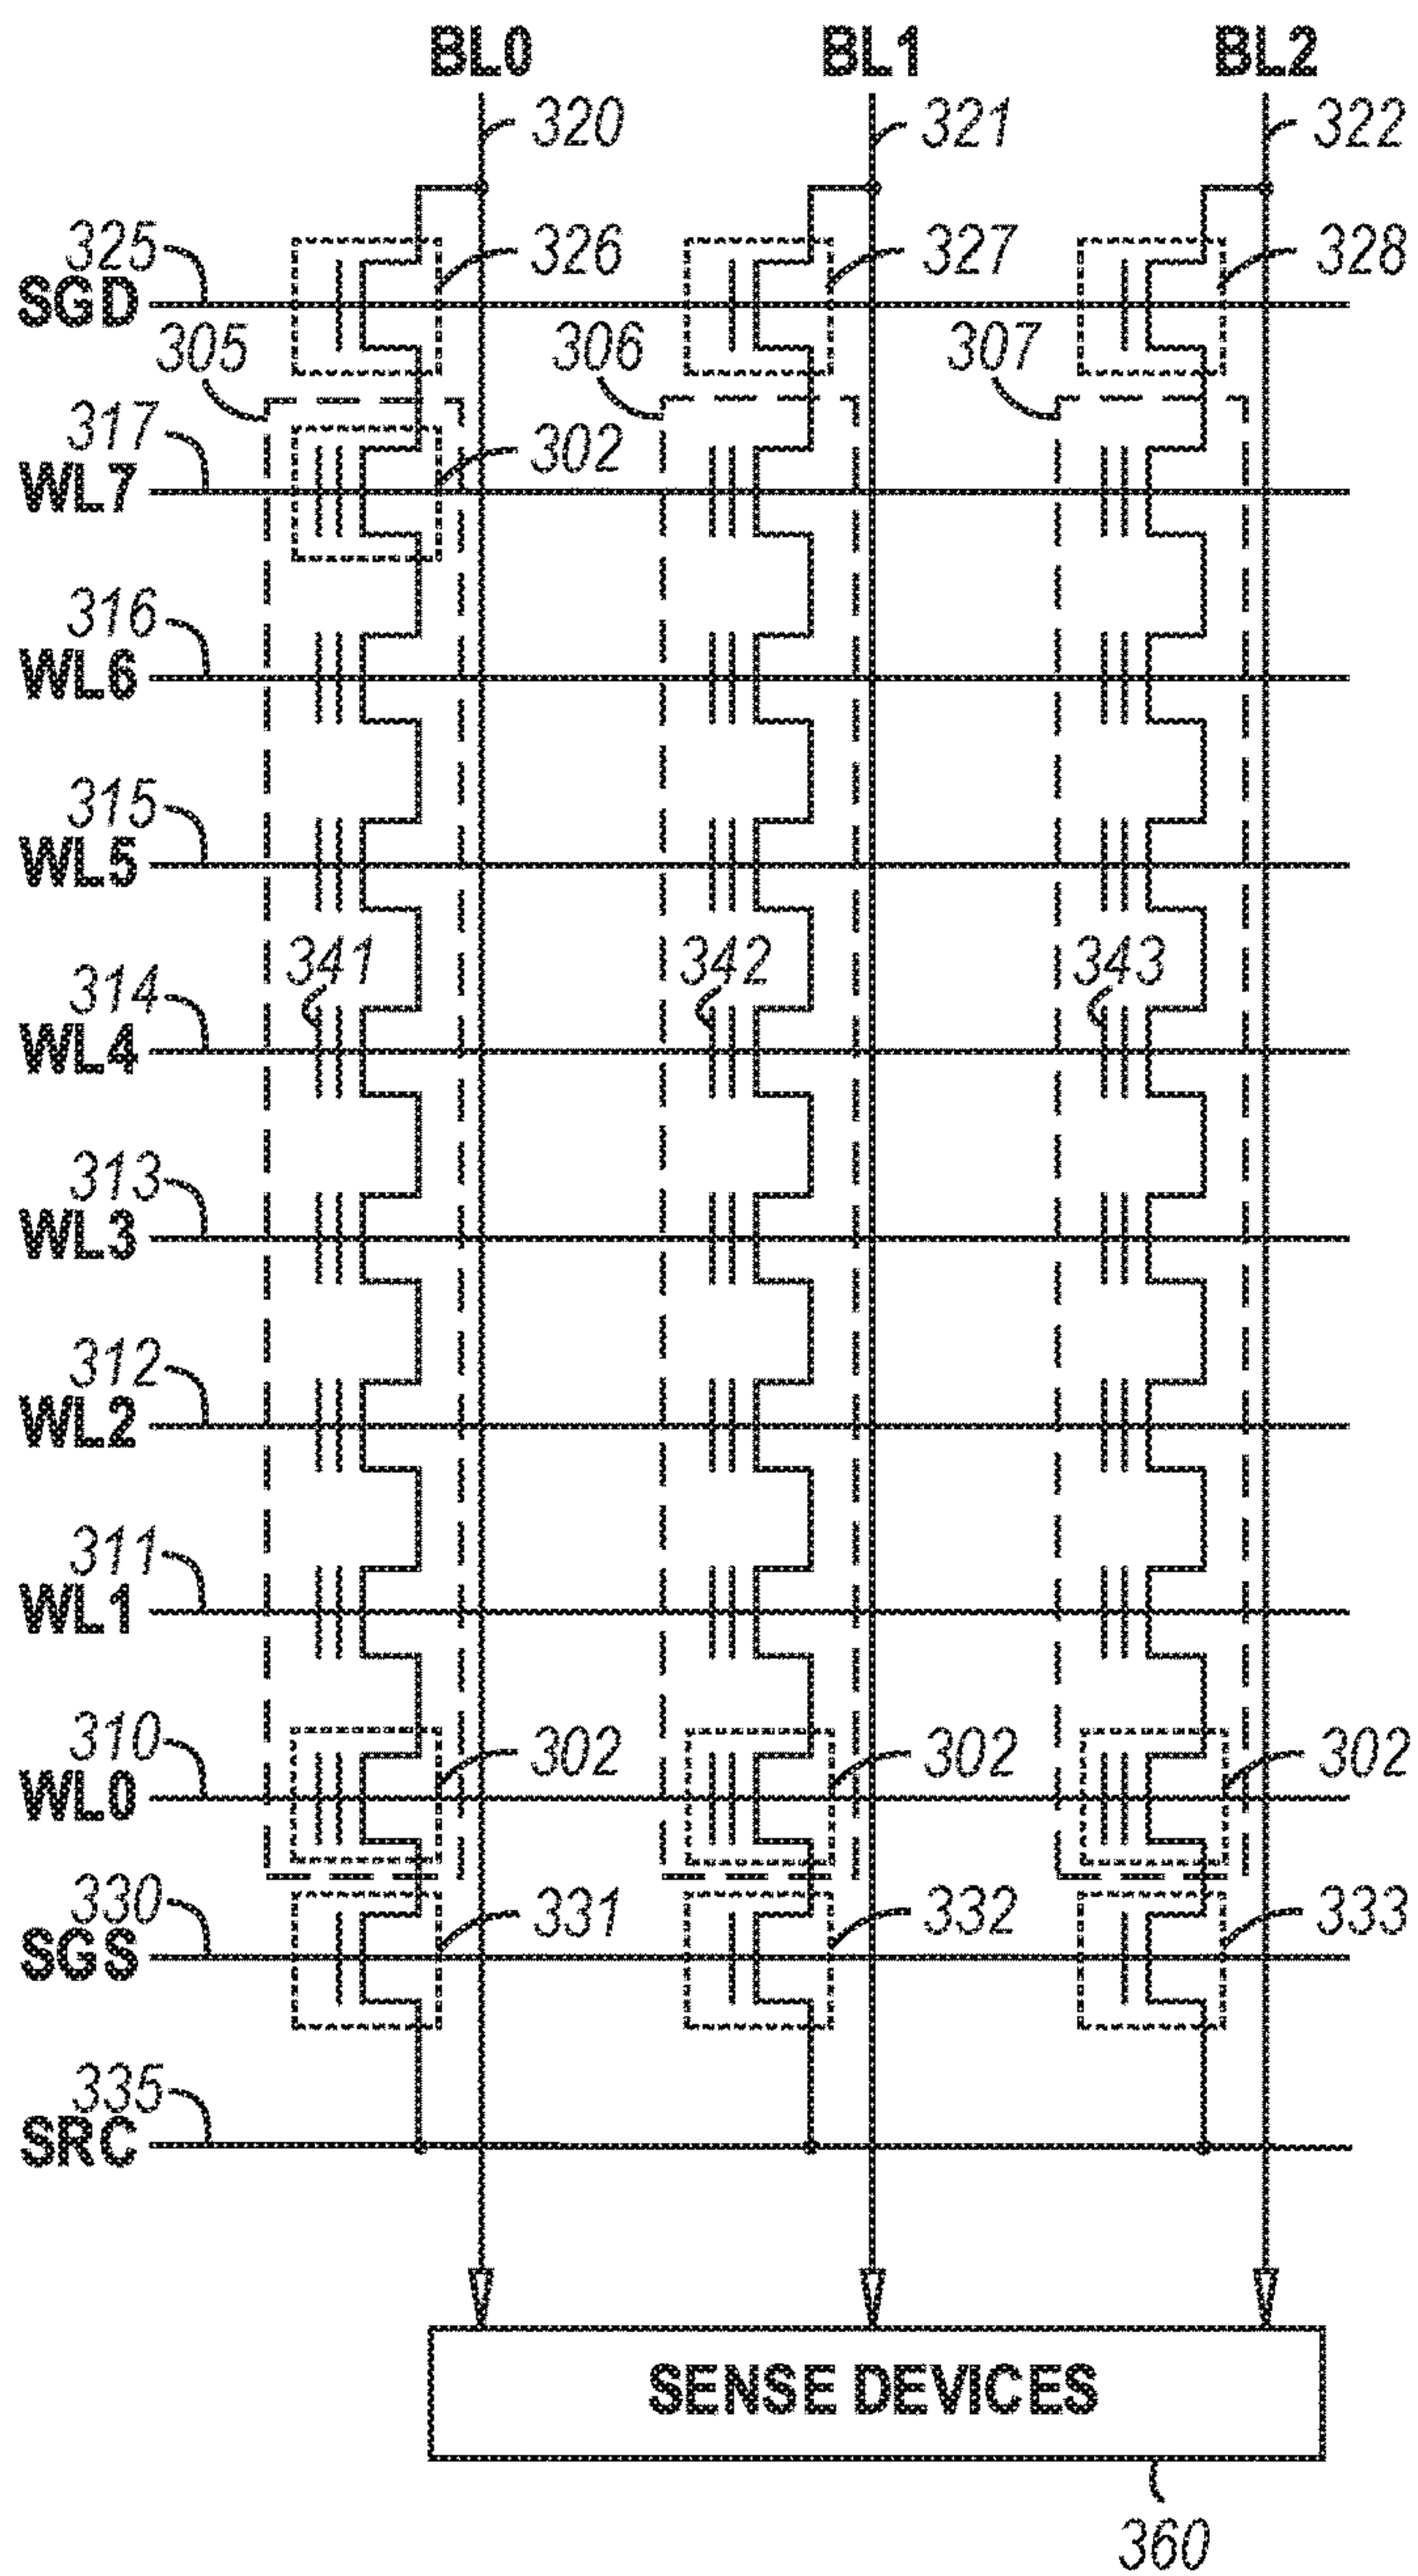 BL0 BL1 BL2
320 321 322
325 326 327 328
SGD
305 306 307
317 302
WL7
316
WL6
315
WL5
341 342 343
314
WL4
313
WL3
312
WL2
311
WL1
310 302 302 302
WL0
330 331 332 333
SGS
335
SRC
SENSE DEVICES
360